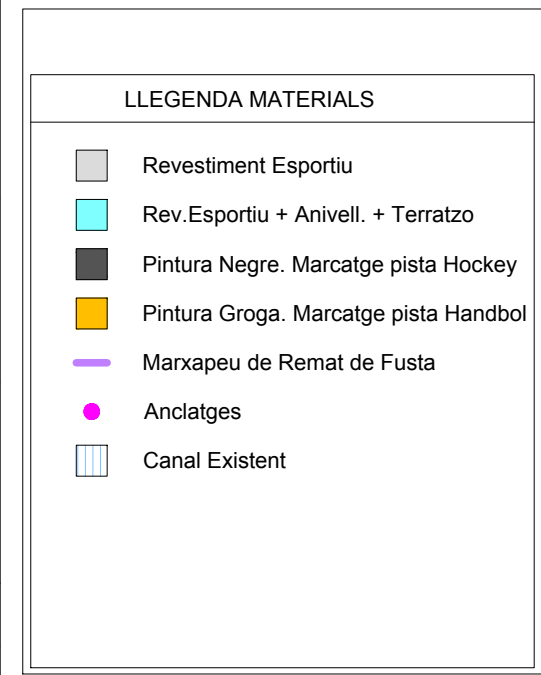 LLEGENDA MATERIALS
Revestiment Esportiu
Rev.Esportiu + Anivell. + Terratzo
Pintura Negre. Marcatge pista Hockey
Pintura Groga. Marcatge pista Handbol
Marxapeu de Remat de Fusta
Anclatges
Canal Existent